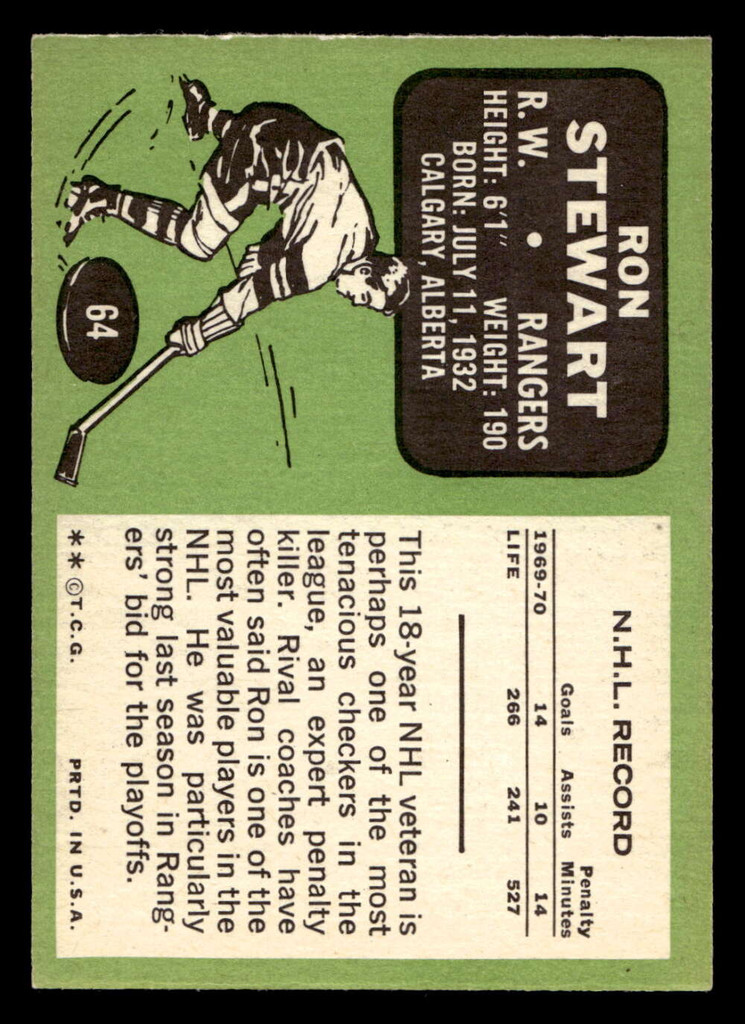 RON
STEWART
R. W. • RANGERS
HEIGHT: 6'1" WEIGHT: 190
BORN: JULY 11, 1932
CALGARY, ALBERTA
64
N.H.L. RECORD
Goals Assists Penalty Minutes
1969-70 14 10 14
LIFE 266 241 527
This 18-year NHL veteran is
perhaps one of the most
tenacious checkers in the
league, an expert penalty
killer. Rival coaches have
often said Ron is one of the
most valuable players in the
NHL. He was particularly
strong last season in Rang-
ers' bid for the playoffs.
** ©T.C.G. PRTD. IN U.S.A.